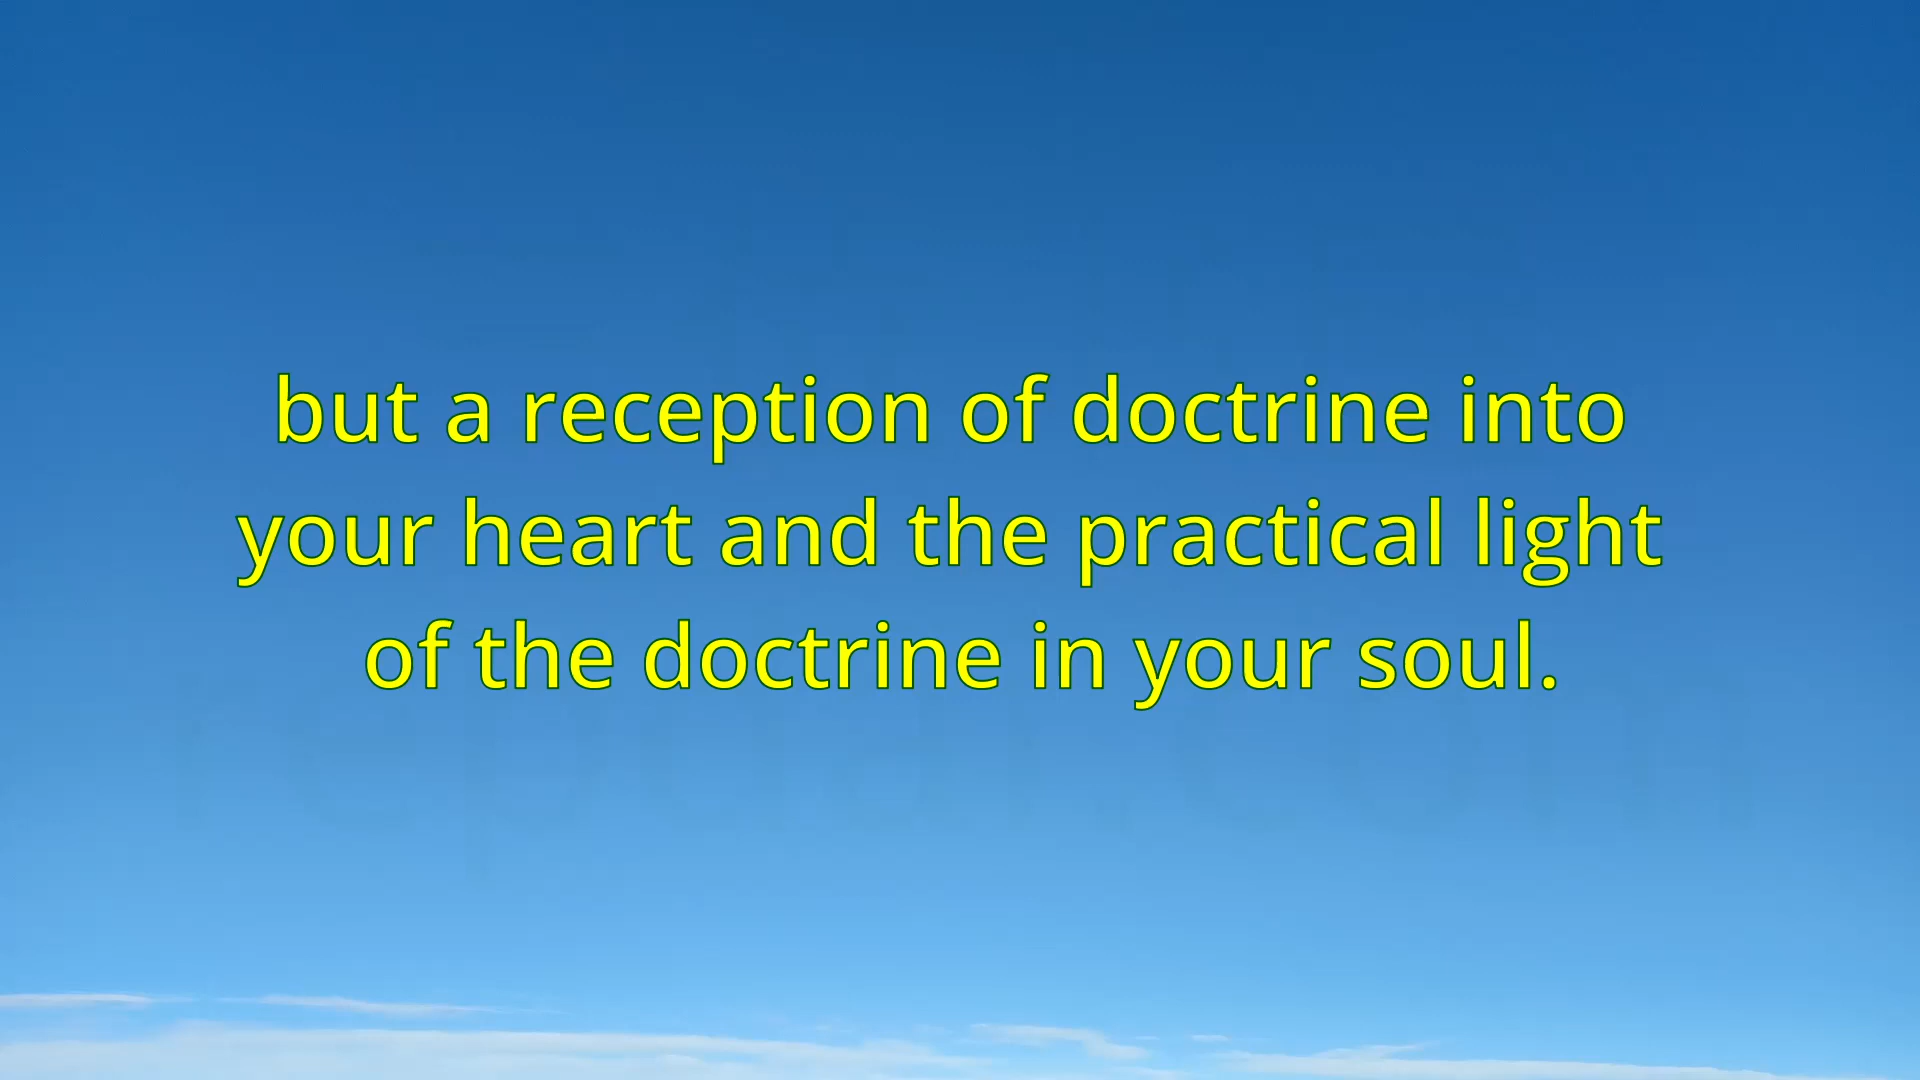 but a reception of doctrine into
your heart and the practical light
of the doctrine in your soul.